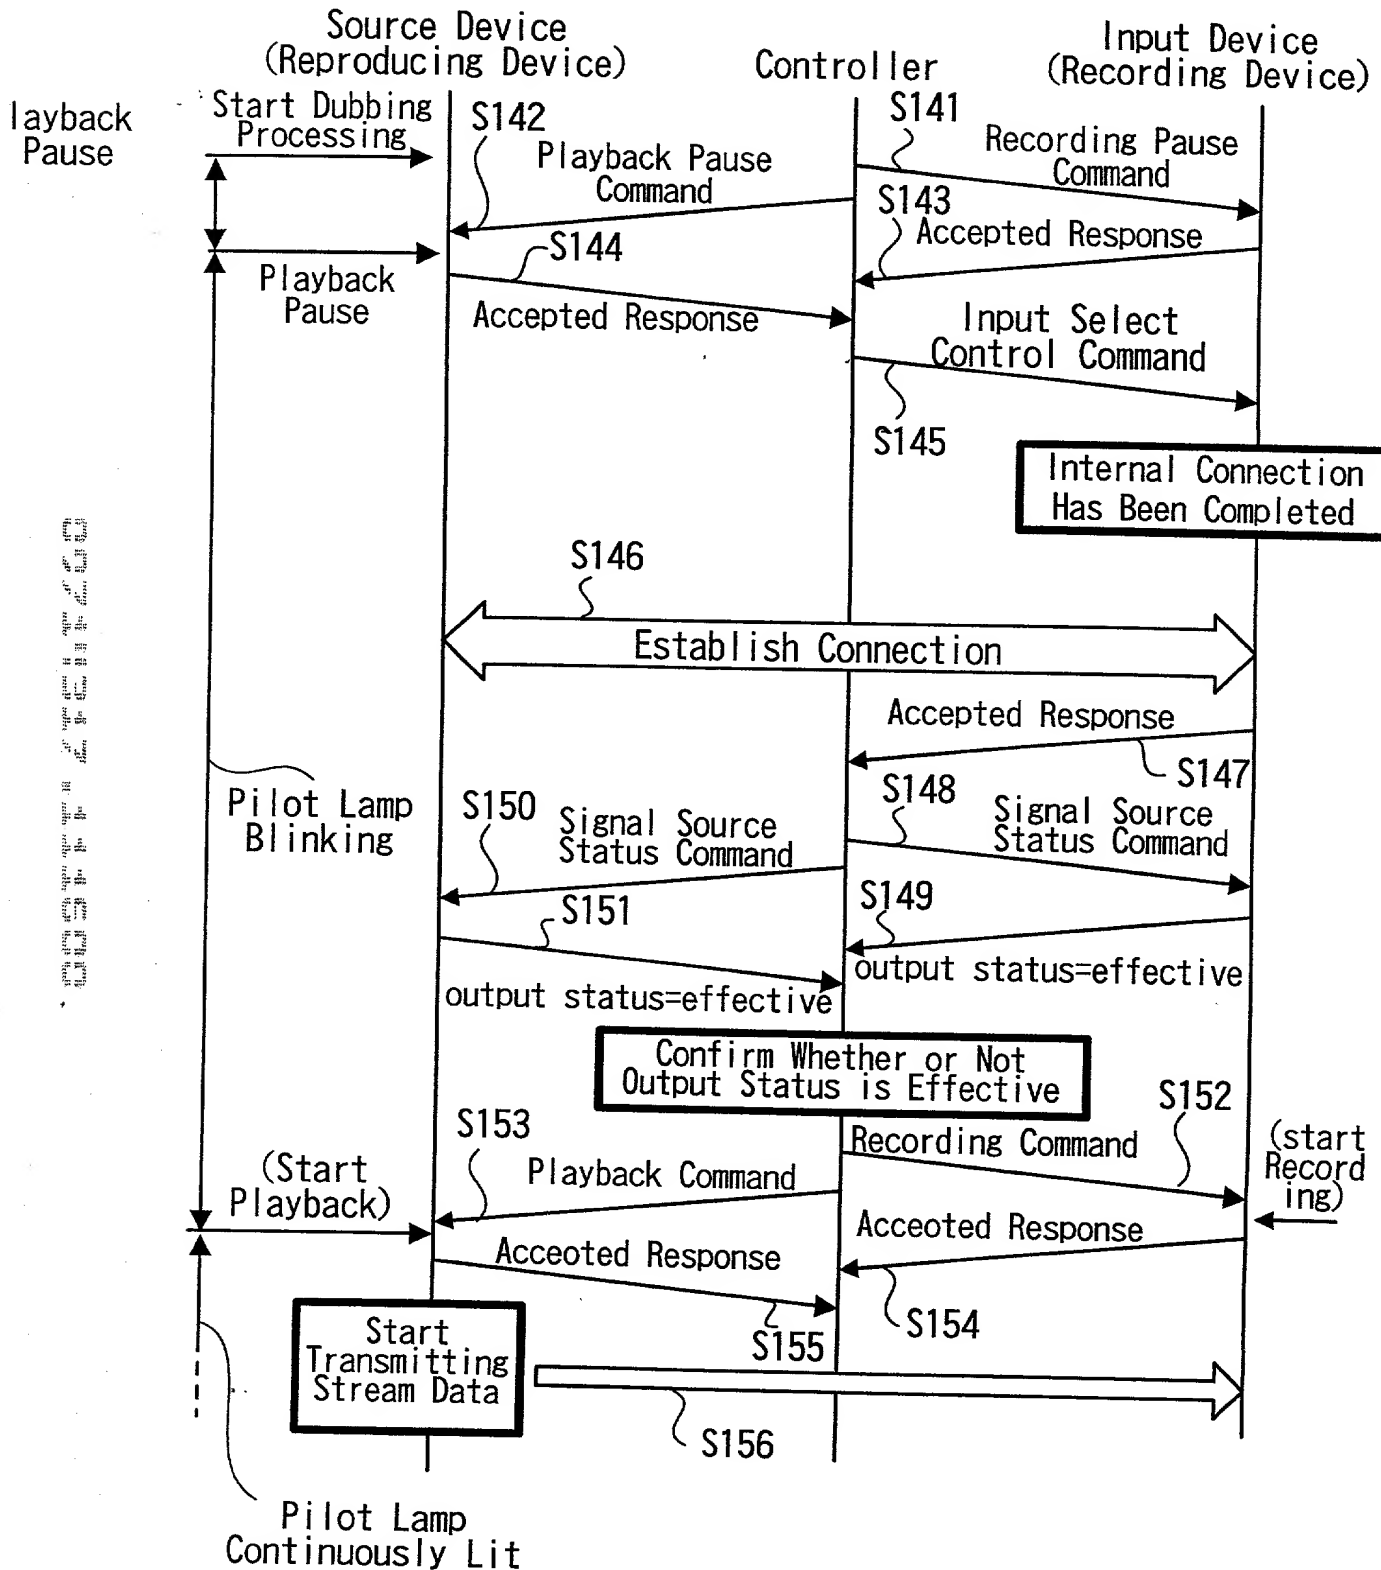 Source Device
(Reproducing Device)
Controller
Input Device
(Recording Device)
layback
Pause
Start Dubbing
Processing
S142
S141
Playback Pause
Command
Recording Pause
Command
S143
S144
Accepted Response
Playback
Pause
Accepted Response
Input Select
Control Command
S145
Internal Connection
Has Been Completed
S146
Establish Connection
Accepted Response
S147
Pilot Lamp
Blinking
S150
S148
Signal Source
Status Command
Signal Source
Status Command
S151
S149
output status=effective
output status=effective
Confirm Whether or Not
Output Status is Effective
S153
S152
Recording Command
(start
Record
ing)
(Start
Playback)
Playback Command
Acceoted Response
Acceoted Response
S155
S154
Start
Transmitting
Stream Data
S156
Pilot Lamp
Continuously Lit